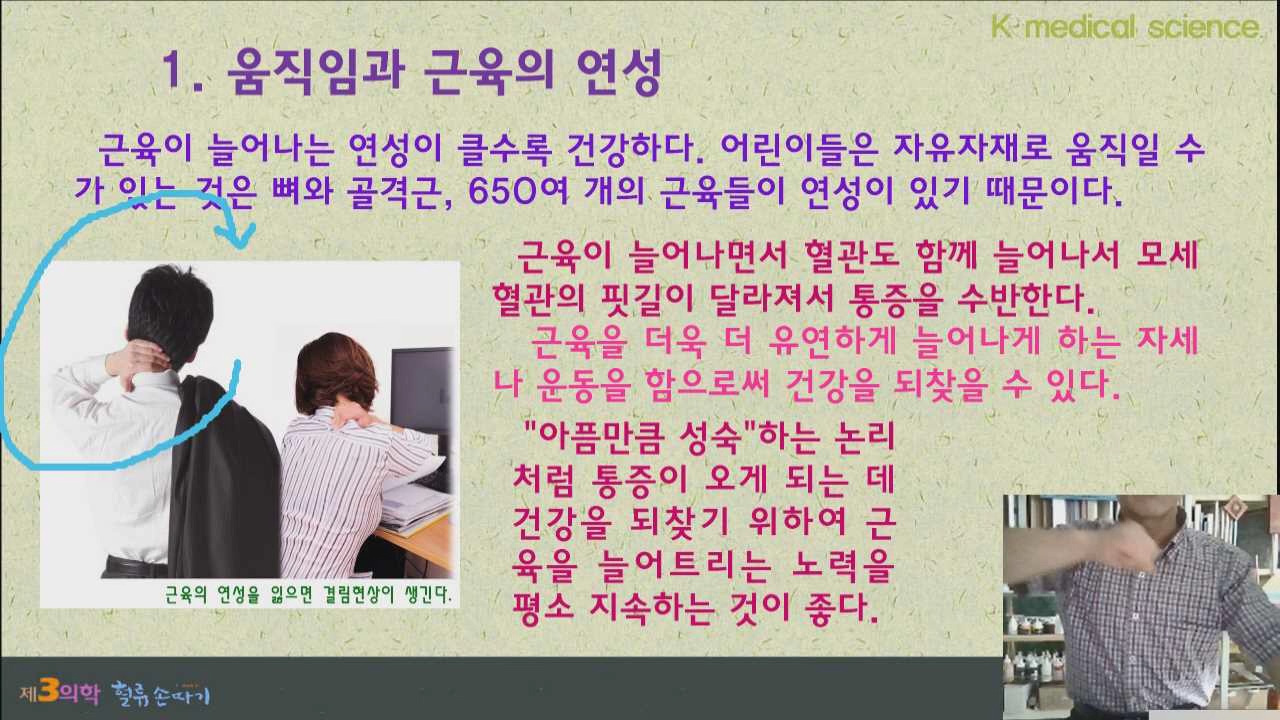 K medical science
1. 움직임과 근육의 연성
근육이 늘어나는 연성이 클수록 건강하다. 어린이들은 자유자재로 움직일 수
가 있는 것은 뼈와 골격근, 650여 개의 근육들이 연성이 있기 때문이다.
근육이 늘어나면서 혈관도 함께 늘어나서 모세
혈관의 핏길이 달라져서 통증을 수반한다.
근육을 더욱 더 유연하게 늘어나게 하는 자세
나 운동을 함으로써 건강을 되찾을 수 있다.
"아픔만큼 성숙"하는 논리
처럼 통증이 오게 되는 데
건강을 되찾기 위하여 근
육을 늘어트리는 노력을
평소 지속하는 것이 좋다.
근육의 연성을 잃으면 결림현상이 생긴다.
제3의학 혈류 손따기